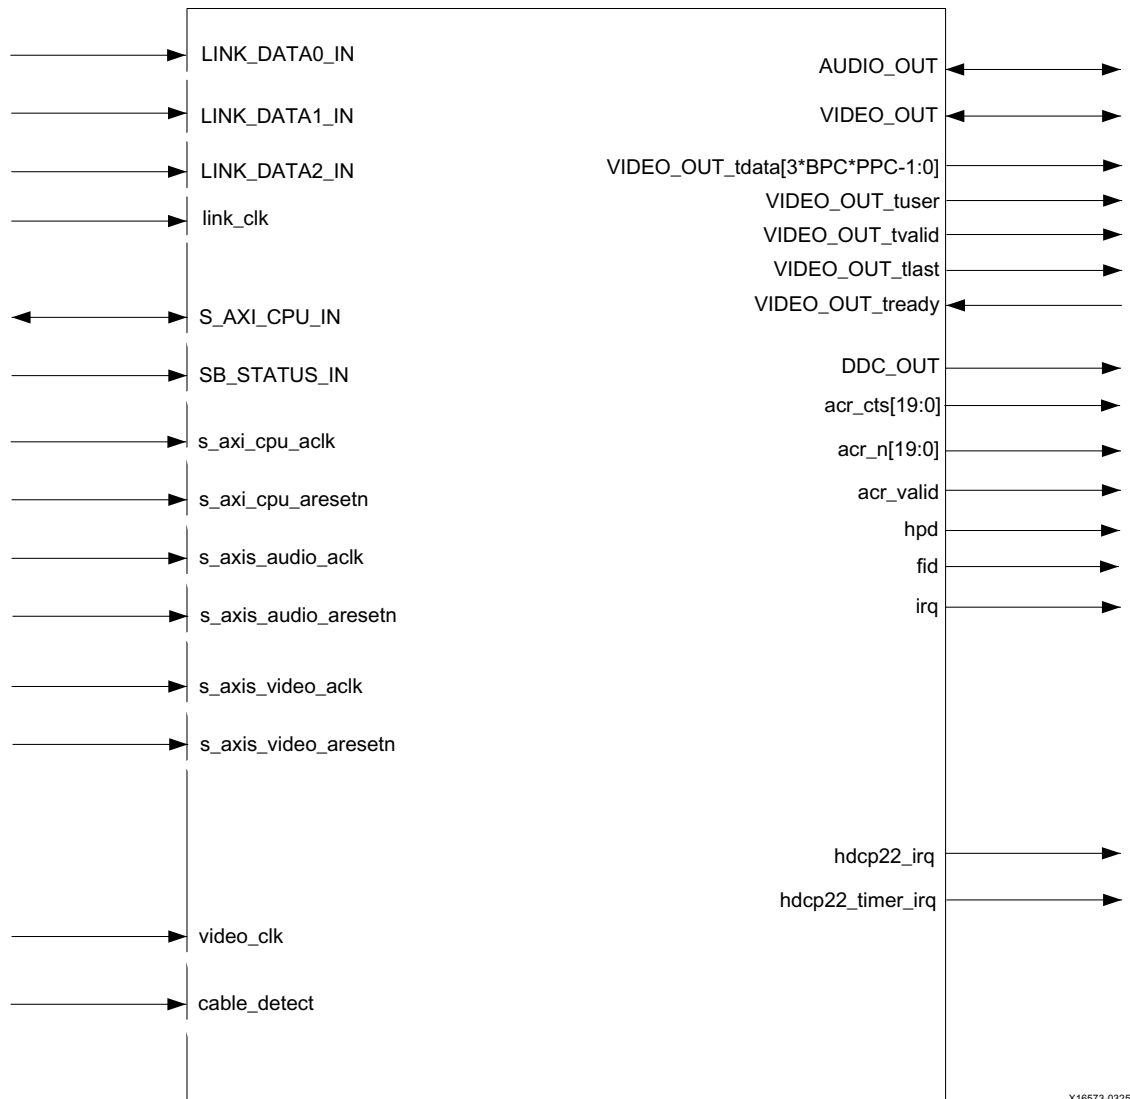 LINK_DATA0_IN
LINK_DATA1_IN
LINK_DATA2_IN
link_clk
S_AXI_CPU_IN
SB_STATUS_IN
s_axi_cpu_aclk
s_axi_cpu_aresetn
s_axis_audio_aclk
s_axis_audio_aresetn
s_axis_video_aclk
s_axis_video_aresetn
video_clk
cable_detect
AUDIO_OUT
VIDEO_OUT
VIDEO_OUT_tdata[3*BPC*PPC-1:0]
VIDEO_OUT_tuser
VIDEO_OUT_tvalid
VIDEO_OUT_tlast
VIDEO_OUT_tready
DDC_OUT
acr_cts[19:0]
acr_n[19:0]
acr_valid
hpd
fid
irq
hdcp22_irq
hdcp22_timer_irq
X16573-0325